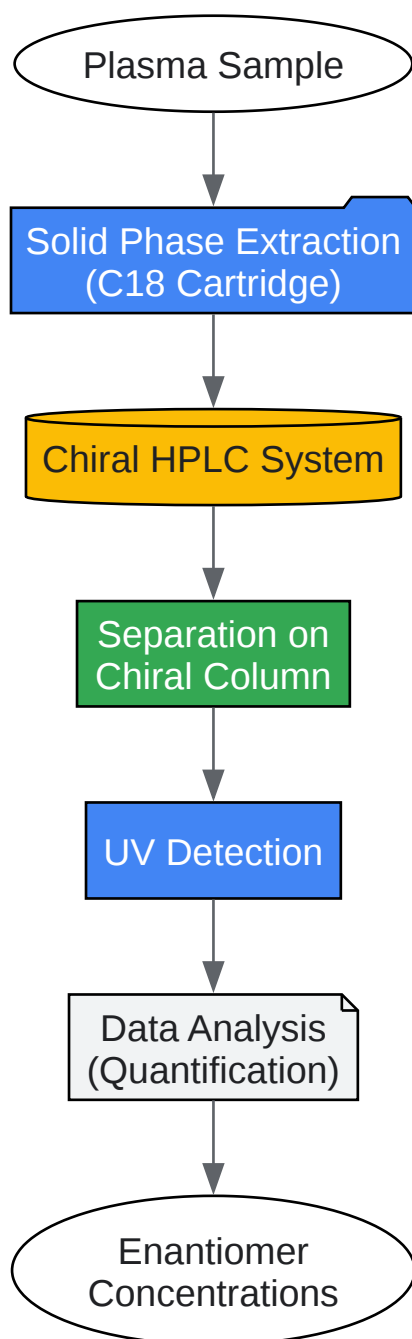 Plasma Sample
Solid Phase Extraction
(C18 Cartridge)
Chiral HPLC System
Separation on
Chiral Column
UV Detection
Data Analysis
(Quantification)
Enantiomer
Concentrations